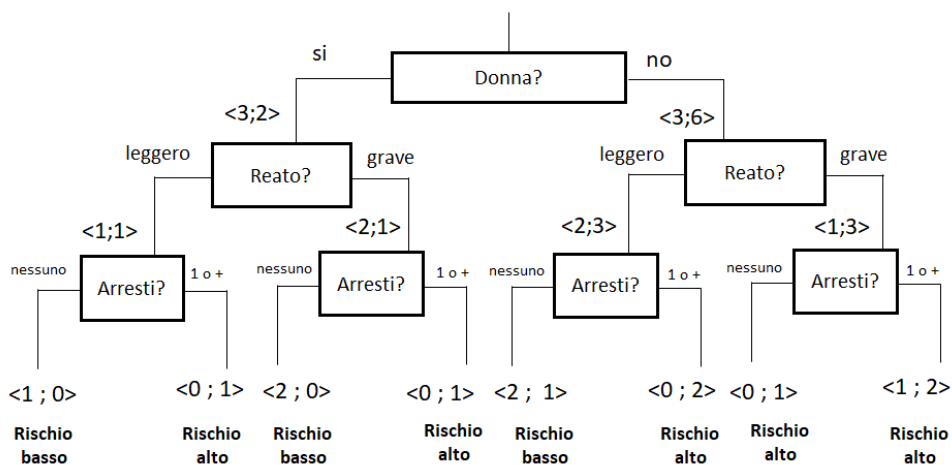 si
Donna?
no
<3;2>
<3;6>
leggero
Reato?
grave
leggero
Reato?
grave
<1;1>
<2;1>
<2;3>
<1;3>
nessuno
Arresti?
1 o +
nessuno
Arresti?
1 o +
nessuno
Arresti?
1 o +
nessuno
Arresti?
1 o +
<1 ; 0>
<0 ; 1>
<2 ; 0>
<0 ; 1>
<2 ; 1>
<0 ; 2>
<0 ; 1>
<1 ; 2>
Rischio
basso
Rischio
alto
Rischio
basso
Rischio
alto
Rischio
basso
Rischio
alto
Rischio
alto
Rischio
alto